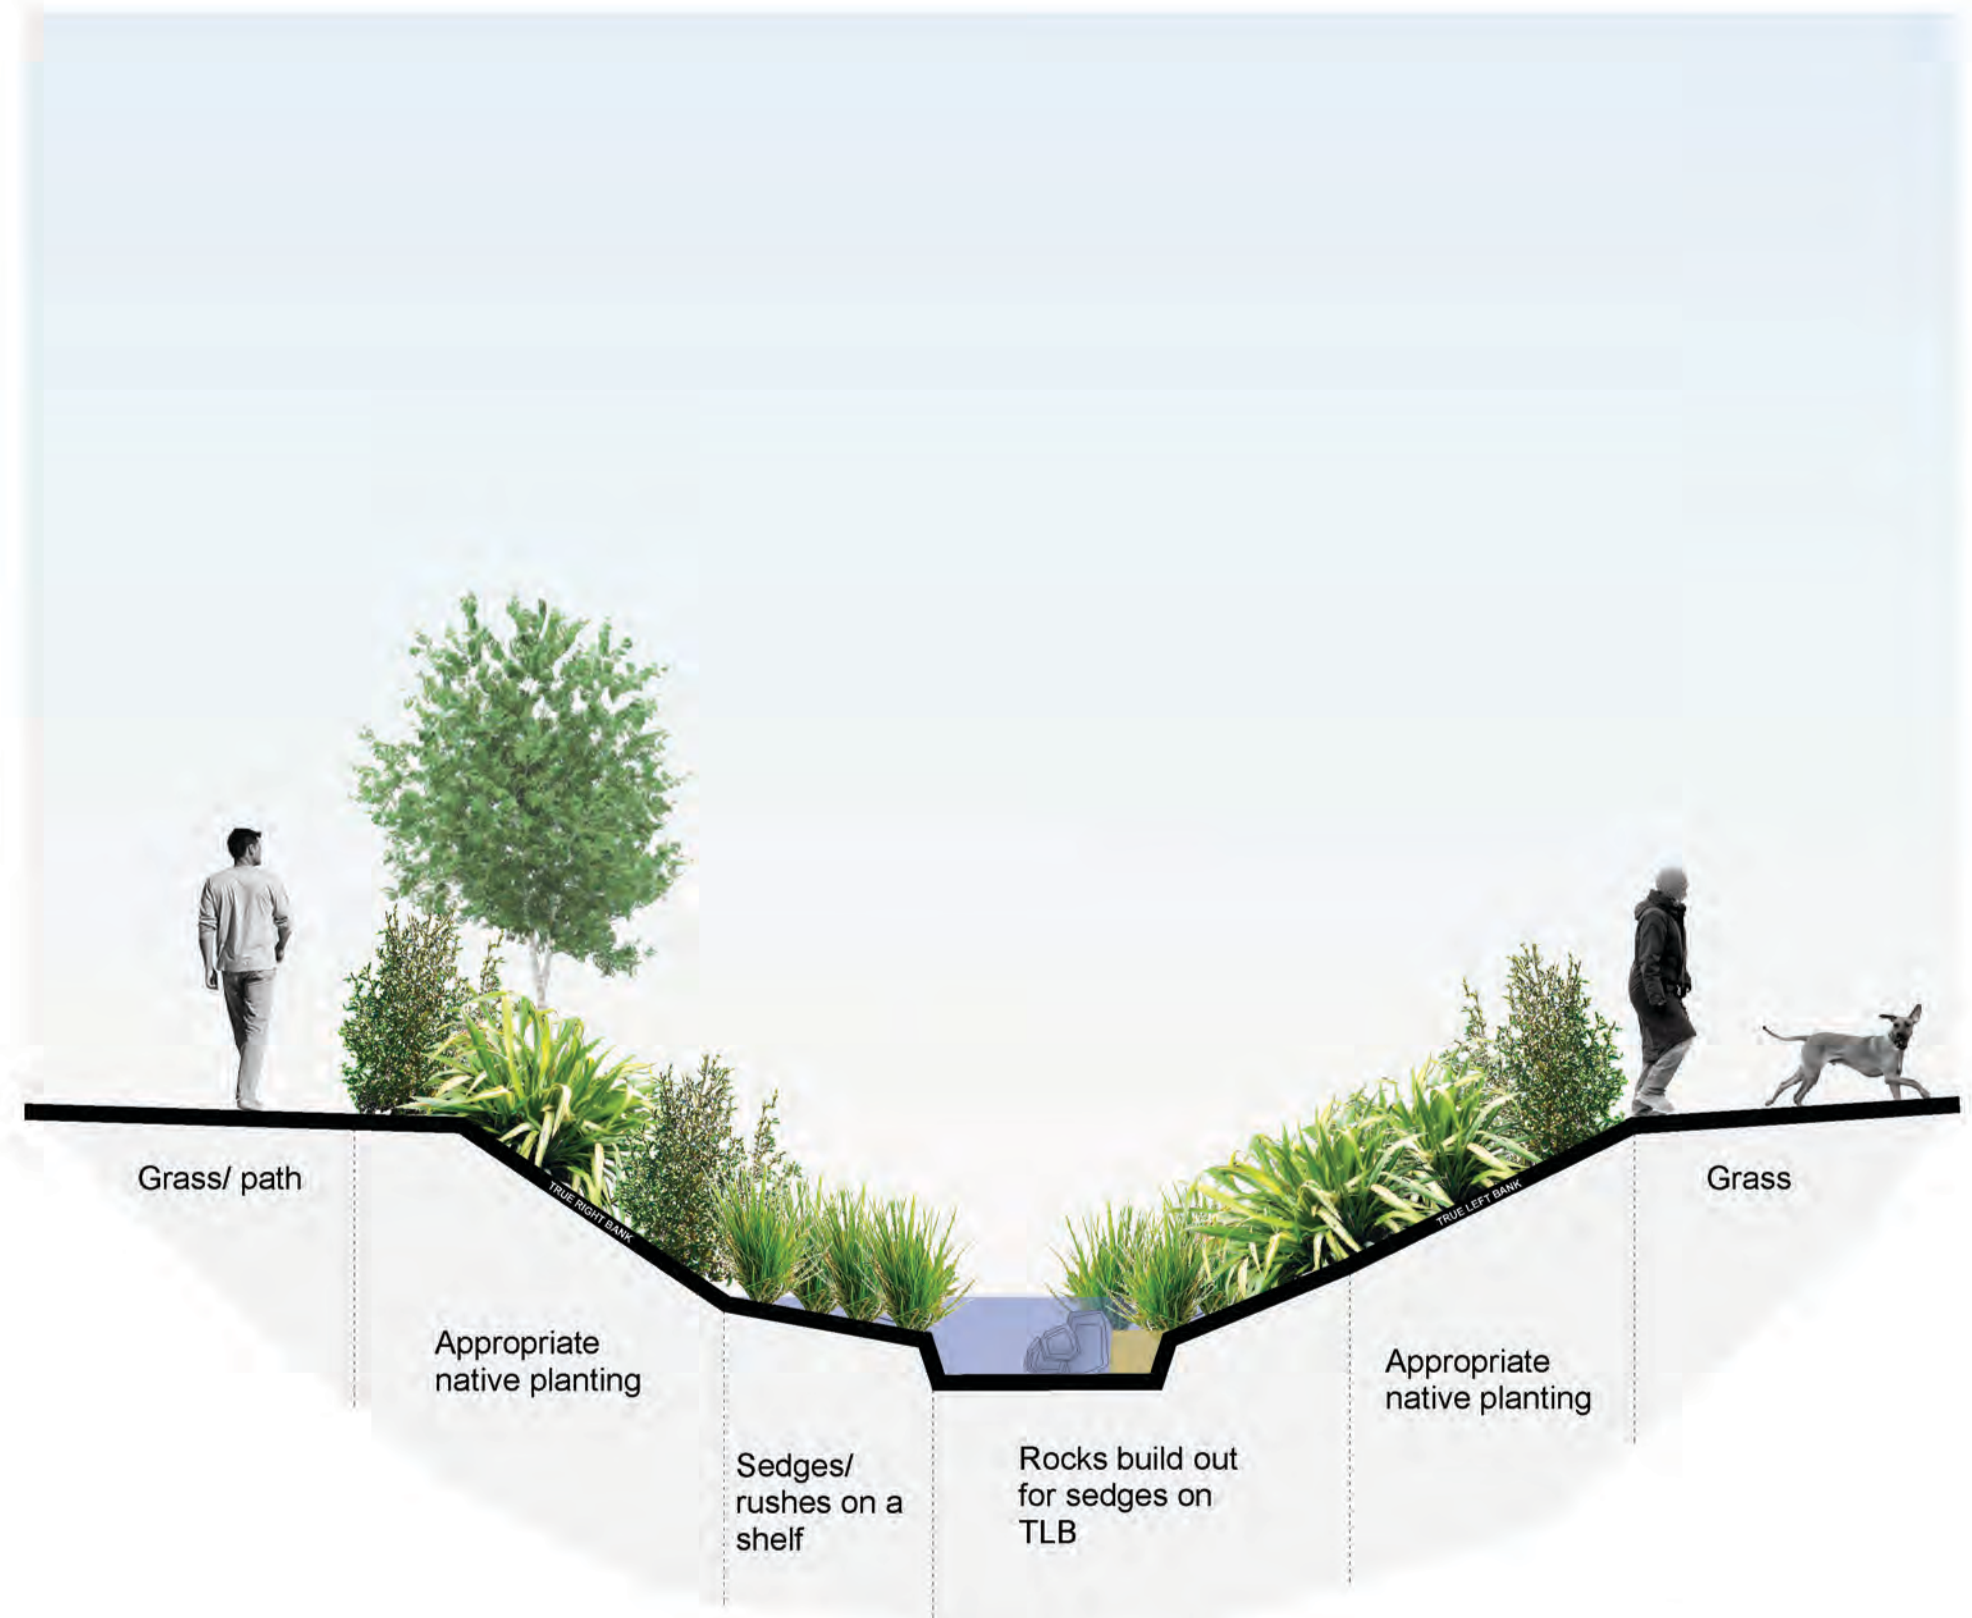 Grass/ path
TRUE RIGHT BANK
TRUE LEFT BANK
Grass
Appropriate
native planting
Sedges/
rushes on a
shelf
Rocks build out
for sedges on
TLB
Appropriate
native planting